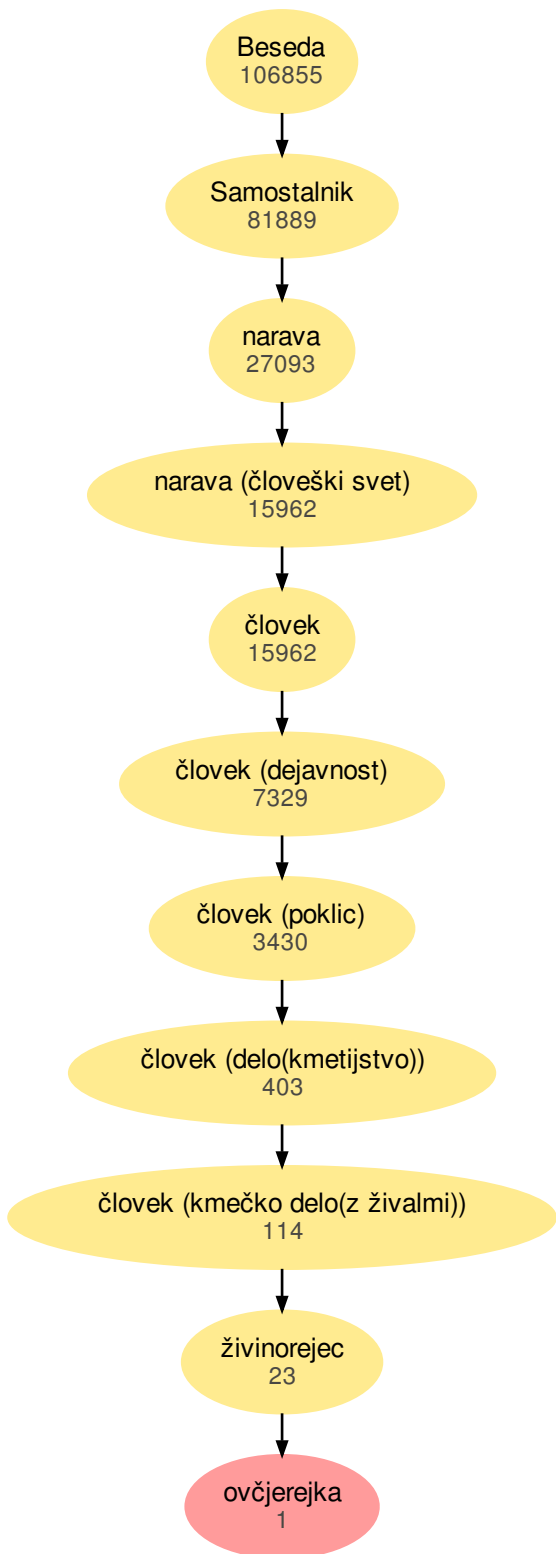 Beseda
106855
Samostalnik
81889
narava
27093
narava (človeški svet)
15962
človek
15962
človek (dejavnost)
7329
človek (poklic)
3430
človek (delo(kmetijstvo))
403
človek (kmečko delo(z živalmi))
114
živinorejec
23
ovčjerejka
1